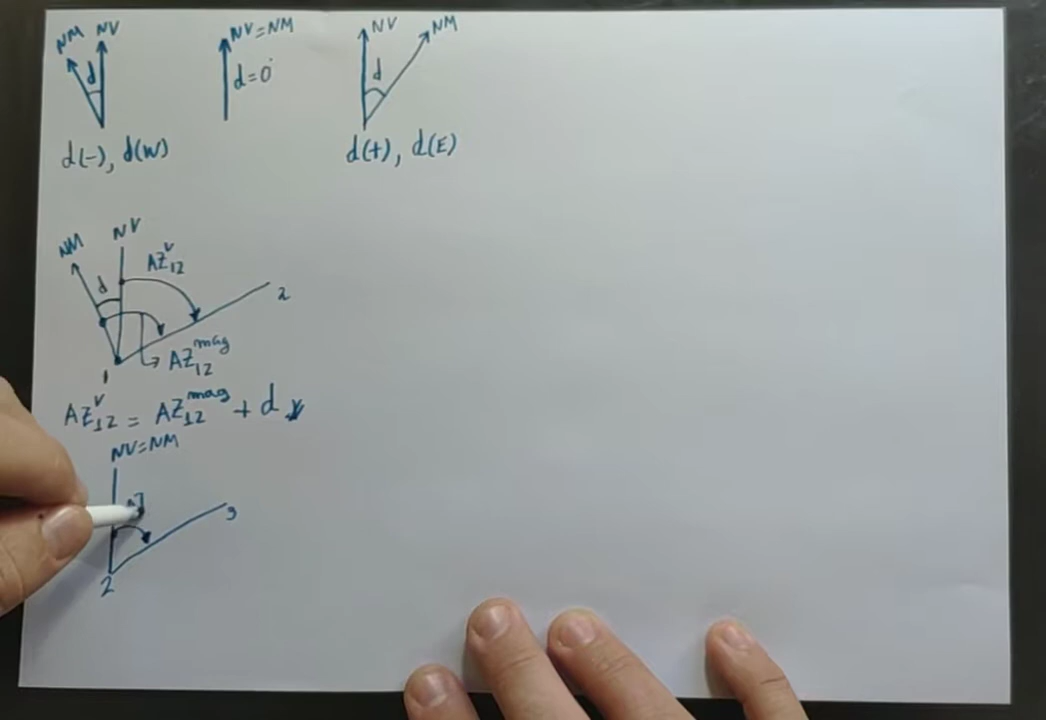 NM NV
d
d(-), d(W)
NV=NM
d=0°
NV NM
d
d(+), d(E)
NM NV
d
AZ^V_12
2
AZ^mag_12
1
AZ^V_12 = AZ^mag_12 + d
NV=NM
3
2